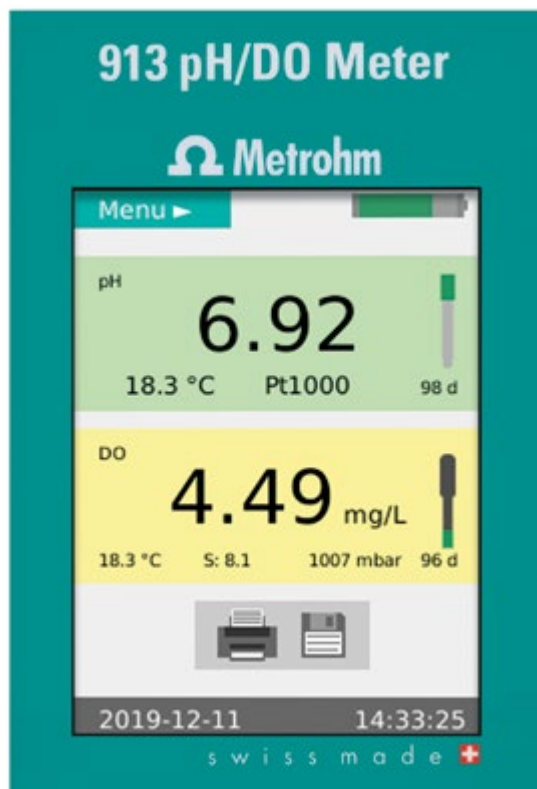 913 pH/DO Meter
Metrohm
Menu ►
pH
6.92
18.3 °C Pt1000 98 d
DO
4.49 mg/L
18.3 °C S: 8.1 1007 mbar 96 d
2019-12-11 14:33:25
swiss made